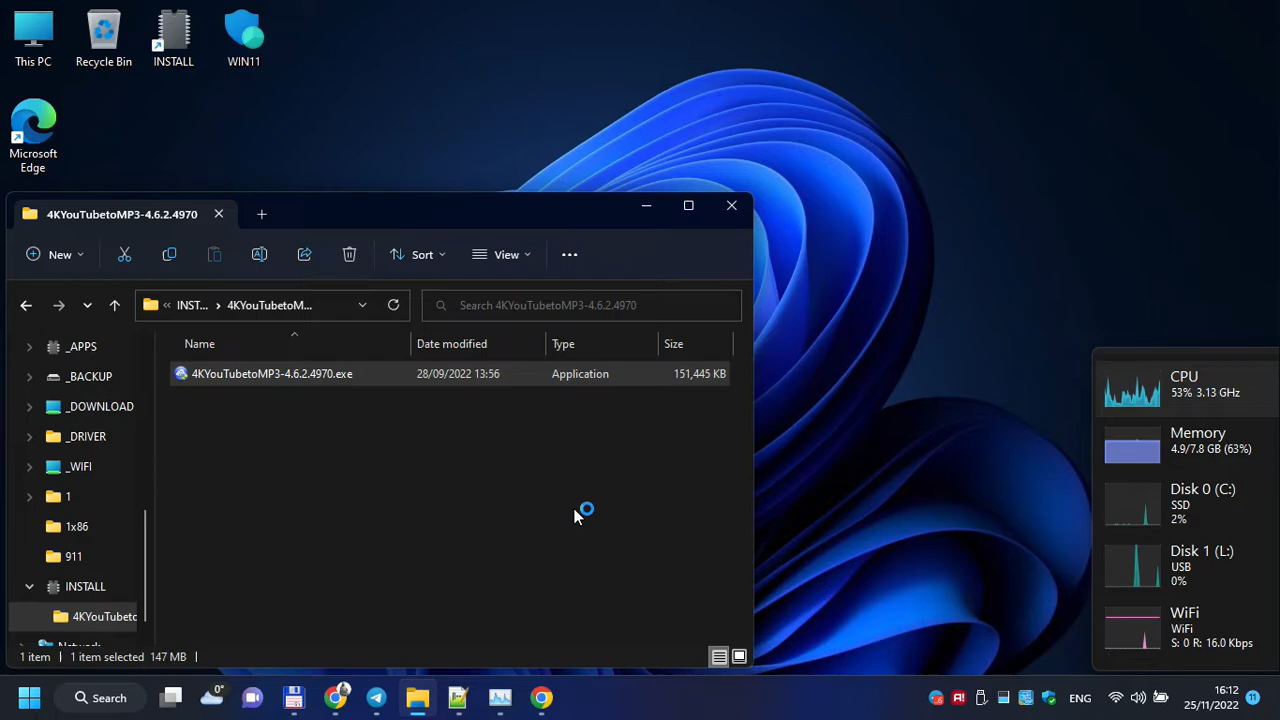 This PC
Recycle Bin
INSTALL
WIN11
Microsoft
Edge
4KYouTubetoMP3-4.6.2.4970
New
Sort
View
INST...
4KYouTubetoM...
Search 4KYouTubetoMP3-4.6.2.4970
Name
Date modified
Type
Size
4KYouTubetoMP3-4.6.2.4970.exe
28/09/2022 13:56
Application
151,445 KB
_APPS
_BACKUP
_DOWNLOAD
_DRIVER
_WIFI
1
1x86
911
INSTALL
4KYouTubeto
Network
1 item
1 item selected 147 MB
CPU
53% 3.13 GHz
Memory
4.9/7.8 GB (63%)
Disk 0 (C:)
SSD
2%
Disk 1 (L:)
USB
0%
WiFi
WiFi
S: 0 R: 16.0 Kbps
Search
0°
ENG
16:12
25/11/2022
11